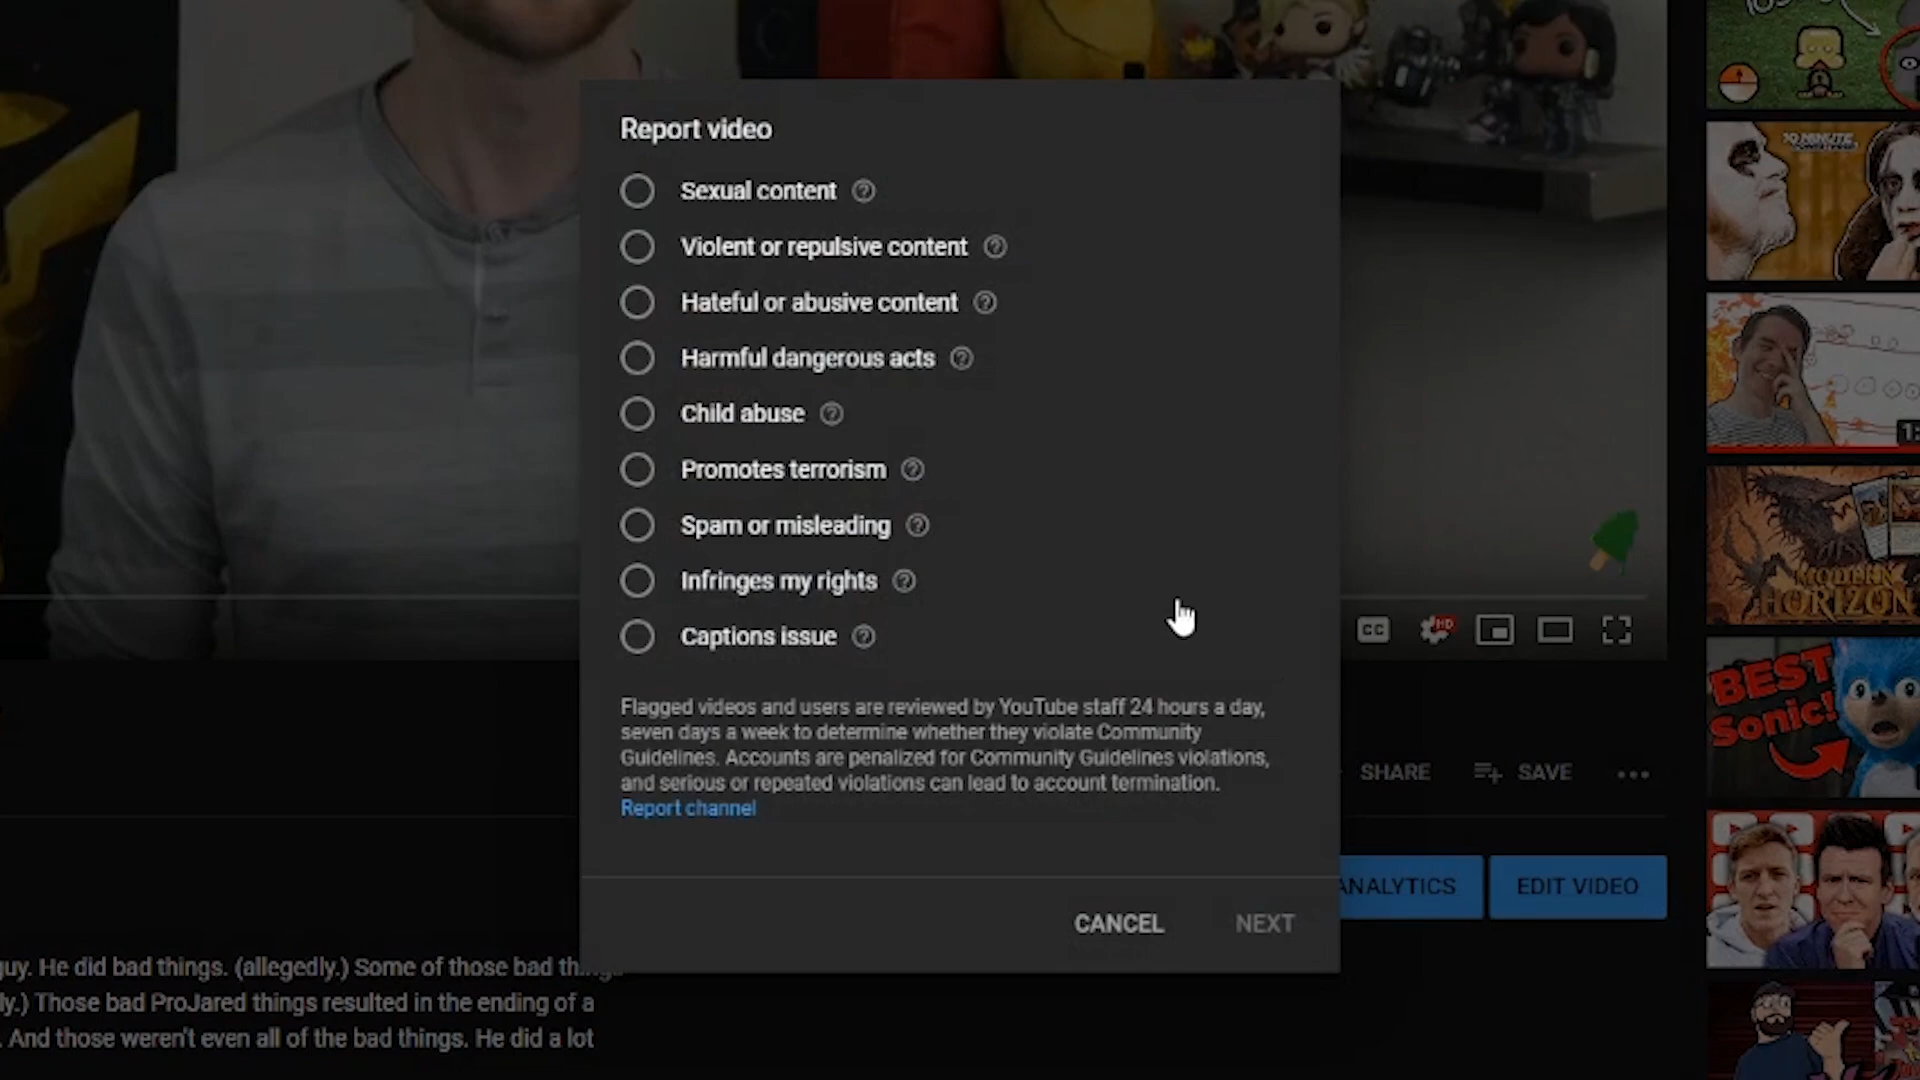 Report video
Sexual content
Violent or repulsive content
Hateful or abusive content
Harmful dangerous acts
Child abuse
Promotes terrorism
Spam or misleading
Infringes my rights
Captions issue
Flagged videos and users are reviewed by YouTube staff 24 hours a day,
seven days a week to determine whether they violate Community
Guidelines. Accounts are penalized for Community Guidelines violations,
and serious or repeated violations can lead to account termination.
Report channel
CANCEL NEXT
CC HD
SHARE SAVE
ANALYTICS EDIT VIDEO
guy. He did bad things. (allegedly.) Some of those bad things
ly.) Those bad ProJared things resulted in the ending of a
. And those weren't even all of the bad things. He did a lot
10 MINUTE
MODERN
HORIZON
BEST
Sonic!